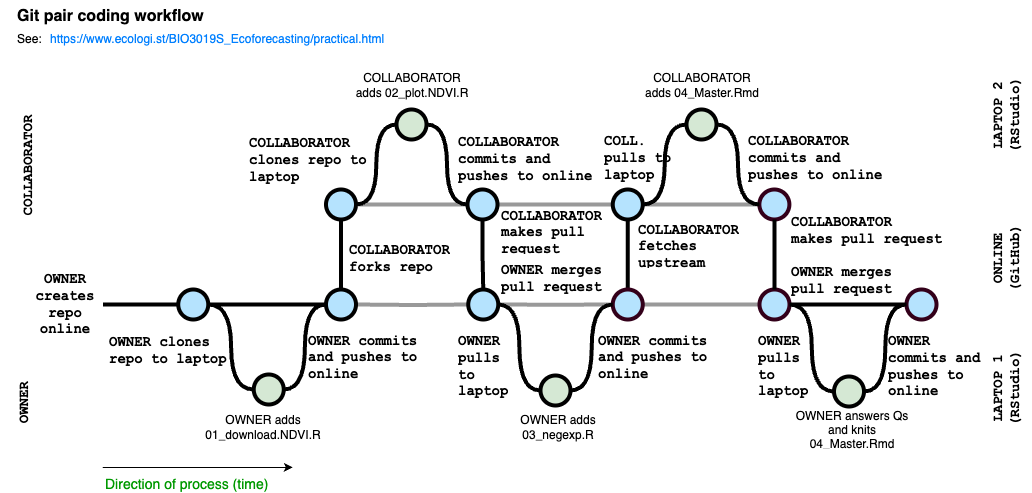 Git pair coding workflow
See: https://www.ecologi.st/BIO3019S_Ecoforecasting/practical.html
COLLABORATOR
adds 02_plot.NDVI.R
COLLABORATOR
adds 04_Master.Rmd
LAPTOP 2
(RStudio)
COLLABORATOR
COLLABORATOR
clones repo to
laptop
COLLABORATOR
commits and
pushes to online
COLL.
pulls to
laptop
COLLABORATOR
commits and
pushes to online
COLLABORATOR
forks repo
COLLABORATOR
makes pull
request
OWNER merges
pull request
COLLABORATOR
fetches
upstream
COLLABORATOR
makes pull request
OWNER merges
pull request
ONLINE
(GitHub)
OWNER
creates
repo
online
OWNER clones
repo to laptop
OWNER commits
and pushes to
online
OWNER
pulls
to
laptop
OWNER commits
and pushes to
online
OWNER
pulls
to
laptop
OWNER
commits and
pushes to
online
OWNER
LAPTOP 1
(RStudio)
OWNER adds
01_download.NDVI.R
OWNER adds
03_negexp.R
OWNER answers Qs
and knits
04_Master.Rmd
Direction of process (time)